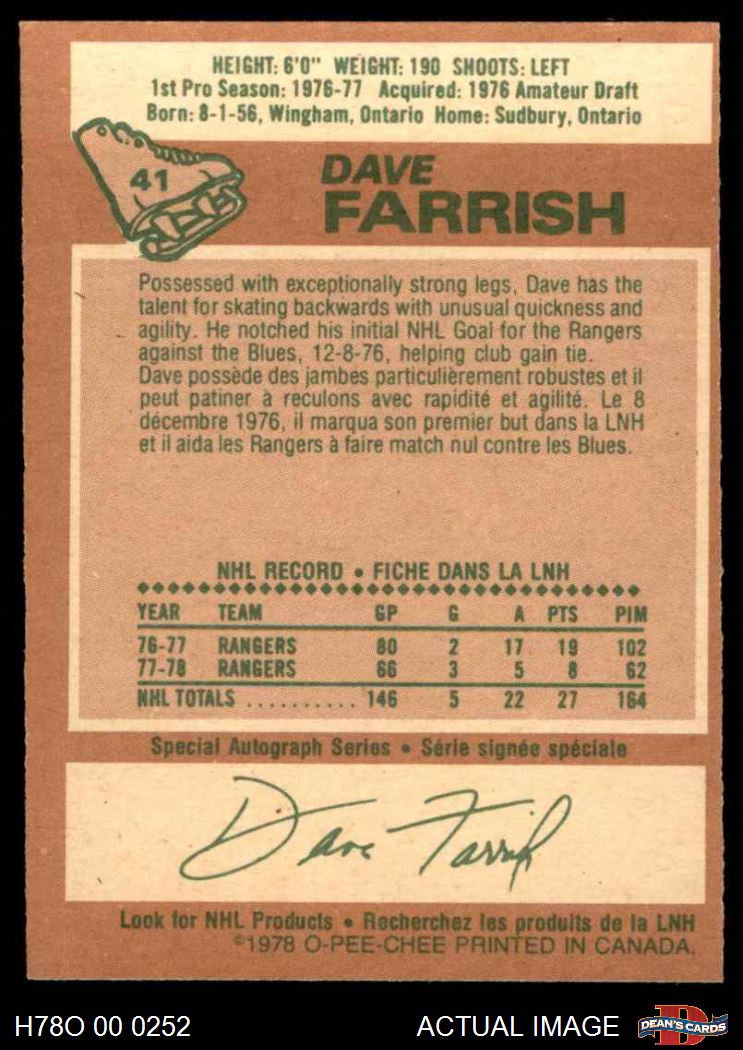 HEIGHT: 6'0" WEIGHT: 190 SHOOTS: LEFT
1st Pro Season: 1976-77 Acquired: 1976 Amateur Draft
Born: 8-1-56, Wingham, Ontario Home: Sudbury, Ontario
41
DAVE
FARRISH
Possessed with exceptionally strong legs, Dave has the
talent for skating backwards with unusual quickness and
agility. He notched his initial NHL Goal for the Rangers
against the Blues, 12-8-76, helping club gain tie.
Dave possède des jambes particulièrement robustes et il
peut patiner à reculons avec rapidité et agilité. Le 8
décembre 1976, il marqua son premier but dans la LNH
et il aida les Rangers à faire match nul contre les Blues.
NHL RECORD • FICHE DANS LA LNH
YEAR TEAM GP G A PTS PIM
76-77 RANGERS 80 2 17 19 102
77-78 RANGERS 66 3 5 8 62
NHL TOTALS .......... 146 5 22 27 164
Special Autograph Series • Série signée spéciale
Dave Farrish
Look for NHL Products • Recherchez les produits de la LNH
©1978 O-PEE-CHEE PRINTED IN CANADA.
H78O 00 0252 ACTUAL IMAGE D DEAN'S CARDS